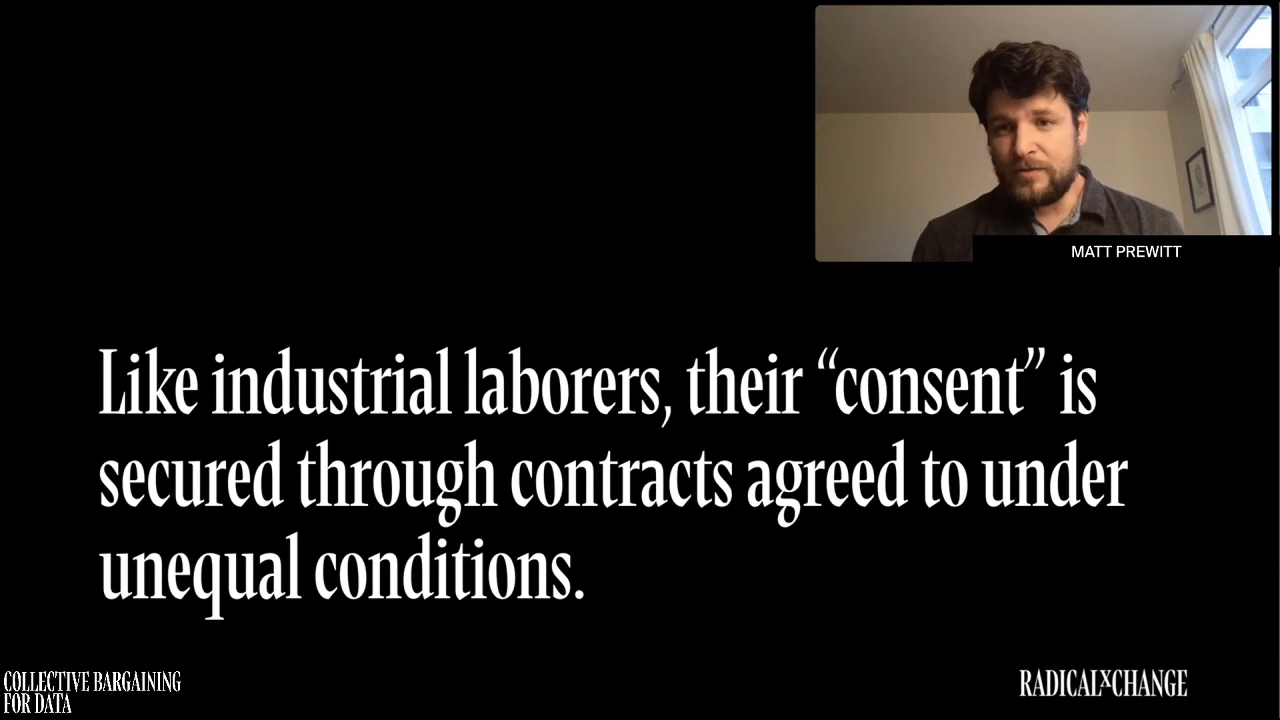 MATT PREWITT
Like industrial laborers, their “consent” is
secured through contracts agreed to under
unequal conditions.
COLLECTIVE BARGAINING
FOR DATA
RADICALXCHANGE